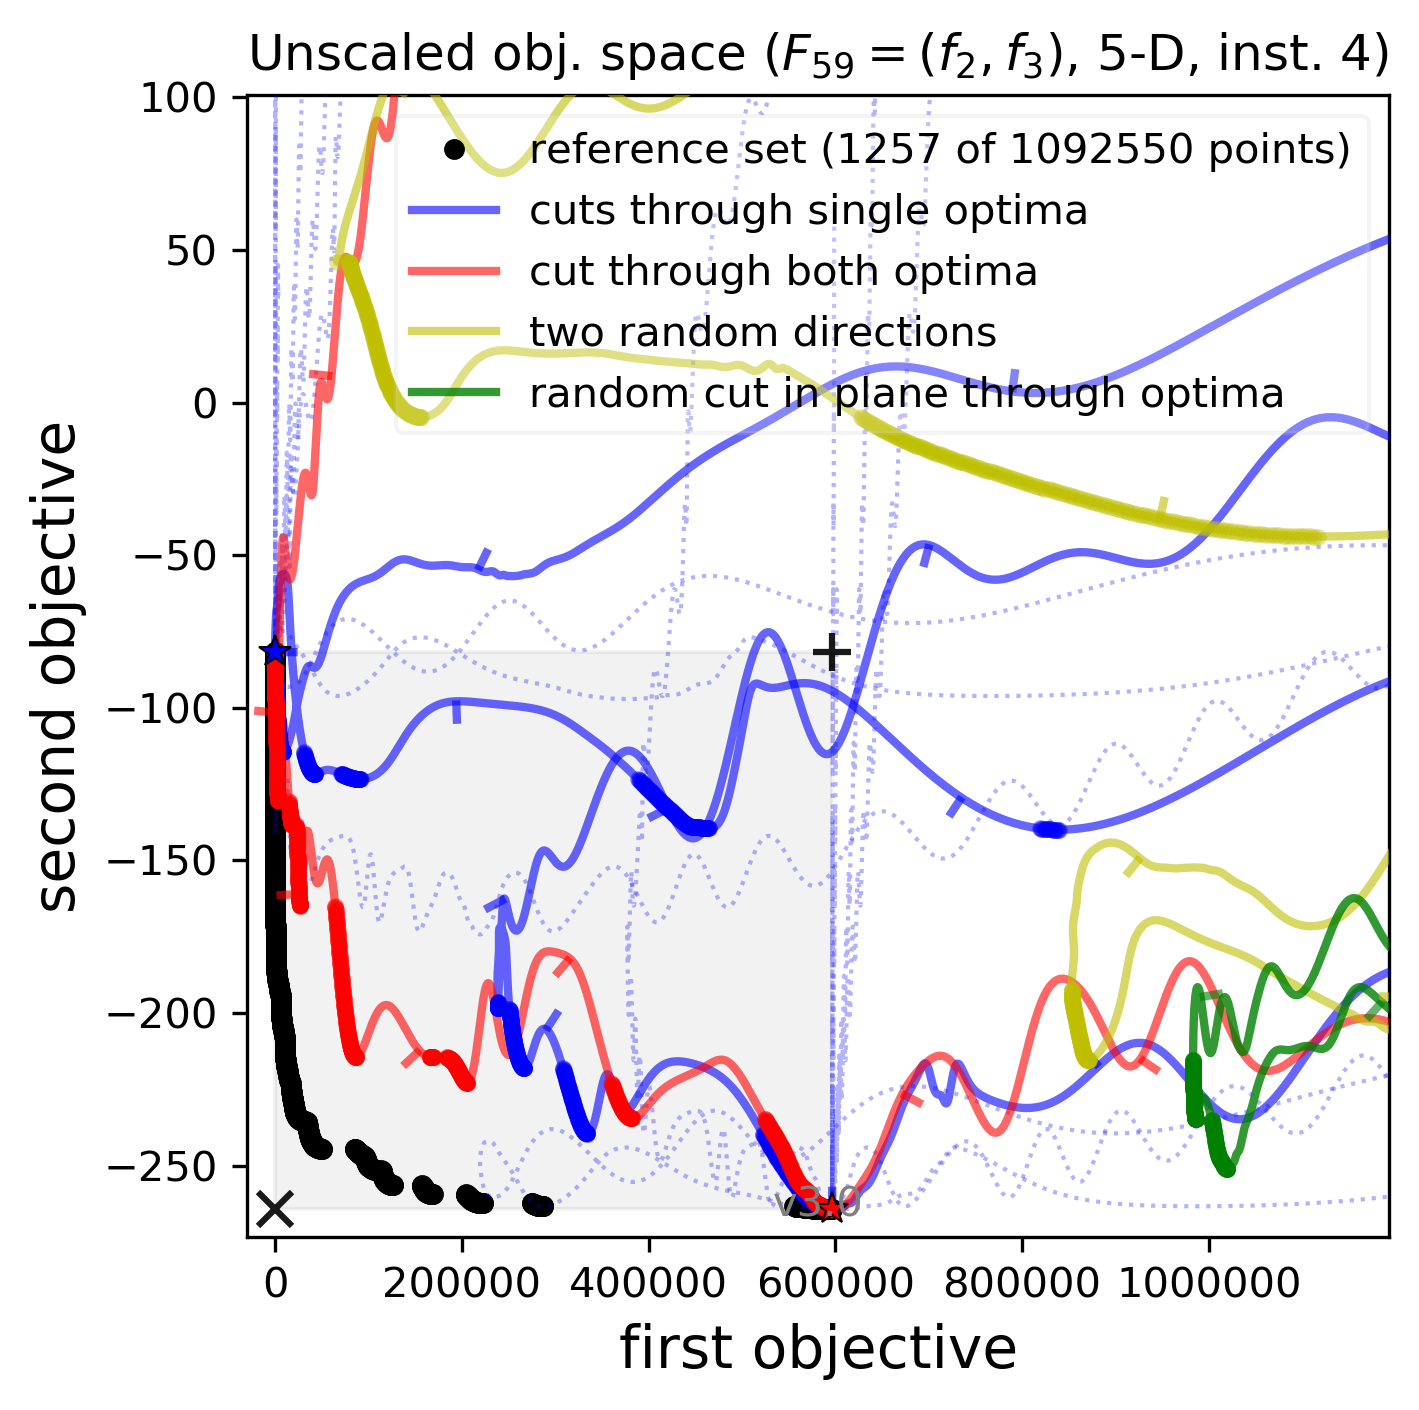 Unscaled obj. space (F₅₉ = (f₂, f₃), 5-D, inst. 4)
reference set (1257 of 1092550 points)
cuts through single optima
cut through both optima
two random directions
random cut in plane through optima
100
50
0
−50
−100
−150
−200
−250
second objective
v3.0
0 200000 400000 600000 800000 1000000
first objective